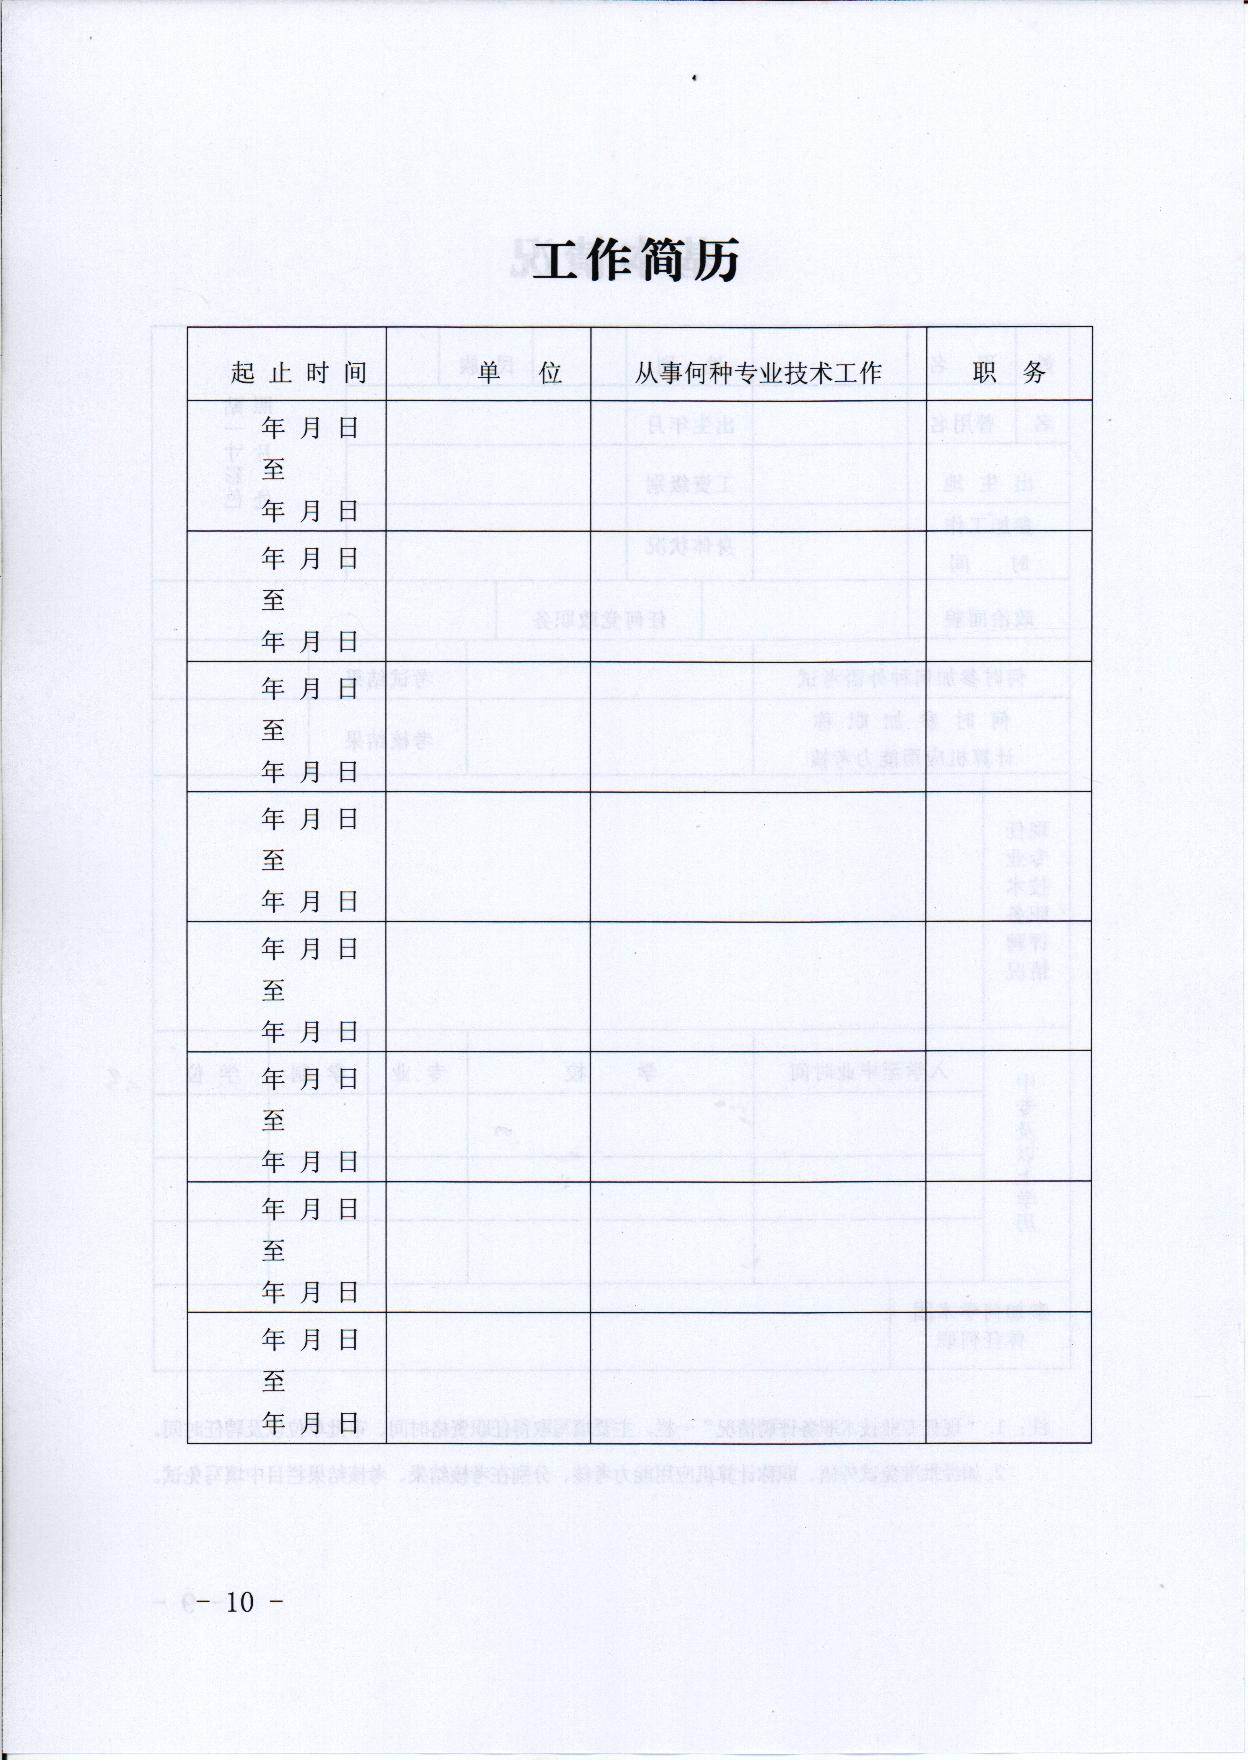 工作简历
起止时间 单 位 从事何种专业技术工作 职 务
年 月 日
至
年 月 日
年 月 日
至
年 月 日
年 月 日
至
年 月 日
年 月 日
至
年 月 日
年 月 日
至
年 月 日
年 月 日
至
年 月 日
年 月 日
至
年 月 日
年 月 日
至
年 月 日
- 10 -